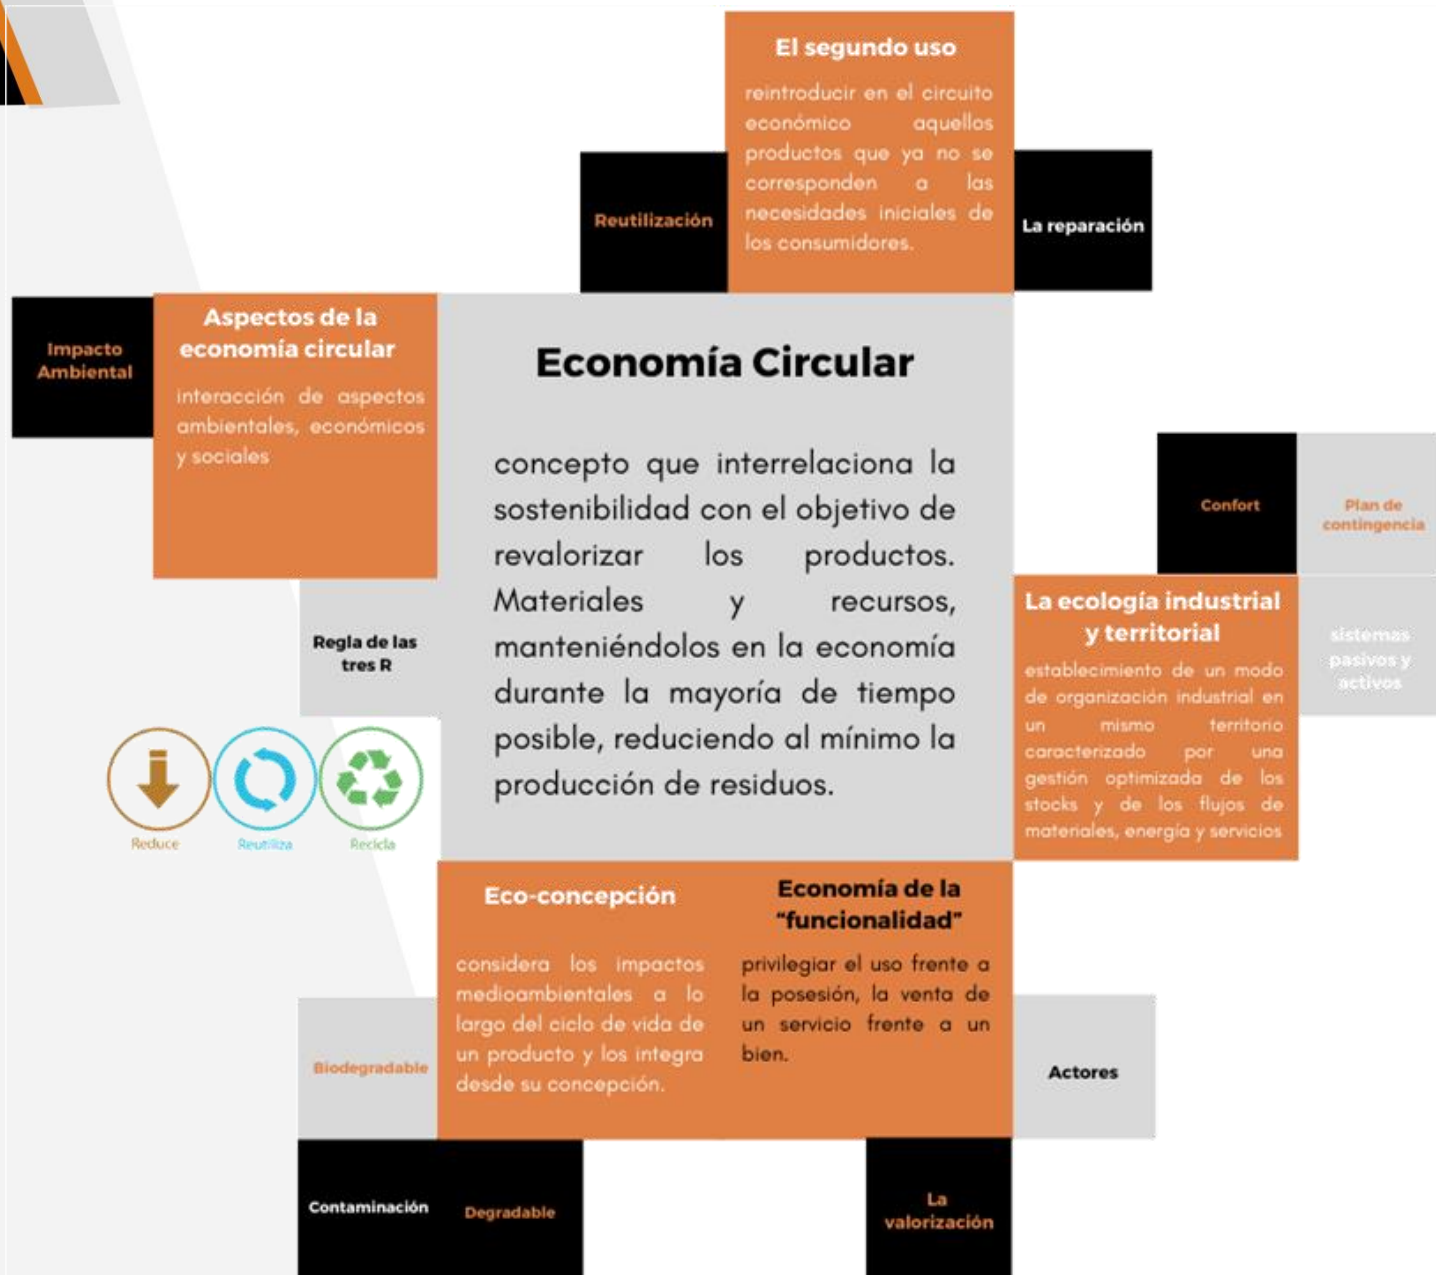 El segundo uso
reintroducir en el circuito
económico aquellos
productos que ya no se
corresponden a las
necesidades iniciales de
los consumidores.
Reutilización
La reparación
Impacto
Ambiental
Aspectos de la
economía circular
interacción de aspectos
ambientales, económicos
y sociales
Economía Circular
concepto que interrelaciona la
sostenibilidad con el objetivo de
revalorizar los productos.
Materiales y recursos,
manteniéndolos en la economía
durante la mayoría de tiempo
posible, reduciendo al mínimo la
producción de residuos.
Confort
Plan de
contingencia
La ecología industrial
y territorial
establecimiento de un modo
de organización industrial en
un mismo territorio
caracterizado por una
gestión optimizada de los
stocks y de los flujos de
materiales, energía y servicios
sistemas
pasivos y
activos
Regla de las
tres R
Reduce
Reutiliza
Recicla
Eco-concepción
considera los impactos
medioambientales a lo
largo del ciclo de vida de
un producto y los integra
desde su concepción.
Economía de la
"funcionalidad"
privilegiar el uso frente a
la posesión, la venta de
un servicio frente a un
bien.
Biodegradable
Actores
Contaminación
Degradable
La
valorización